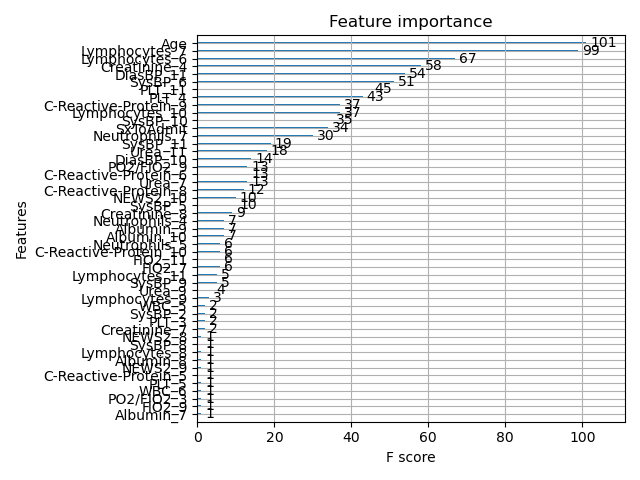 Feature importance
Features
Age 101
Lymphocytes_7 99
Lymphocytes_6 67
Creatinine_4 58
DiasBP_11 54
SysBP_6 51
PLT_11 45
PLT_4 43
C-Reactive-Protein_9 37
Lymphocytes_10 37
SysBP_10 35
SxToAdmit 34
Neutrophils_7 30
SysBP_11 19
Urea_11 18
DiasBP_10 14
PO2/FIO2_9 13
C-Reactive-Protein_6 13
Urea_7 13
C-Reactive-Protein_8 12
NEWS2_10 10
SysBP_5 10
Creatinine_8 9
Neutrophils_4 7
Albumin_9 7
Albumin_10 7
Neutrophils_5 6
C-Reactive-Protein_10 6
FIO2_11 6
FIO2_7 6
Lymphocytes_11 5
SysBP_9 5
Urea_9 4
Lymphocytes_9 3
WBC_5 2
SysBP_2 2
PLT_3 2
Creatinine_7 2
NEWS2_8 1
SysBP_8 1
Lymphocytes_8 1
Albumin_8 1
NEWS2_9 1
C-Reactive-Protein_5 1
PLT_5 1
WBC_6 1
PO2/FIO2_3 1
FIO2_9 1
Albumin_7 1
0 20 40 60 80 100
F score